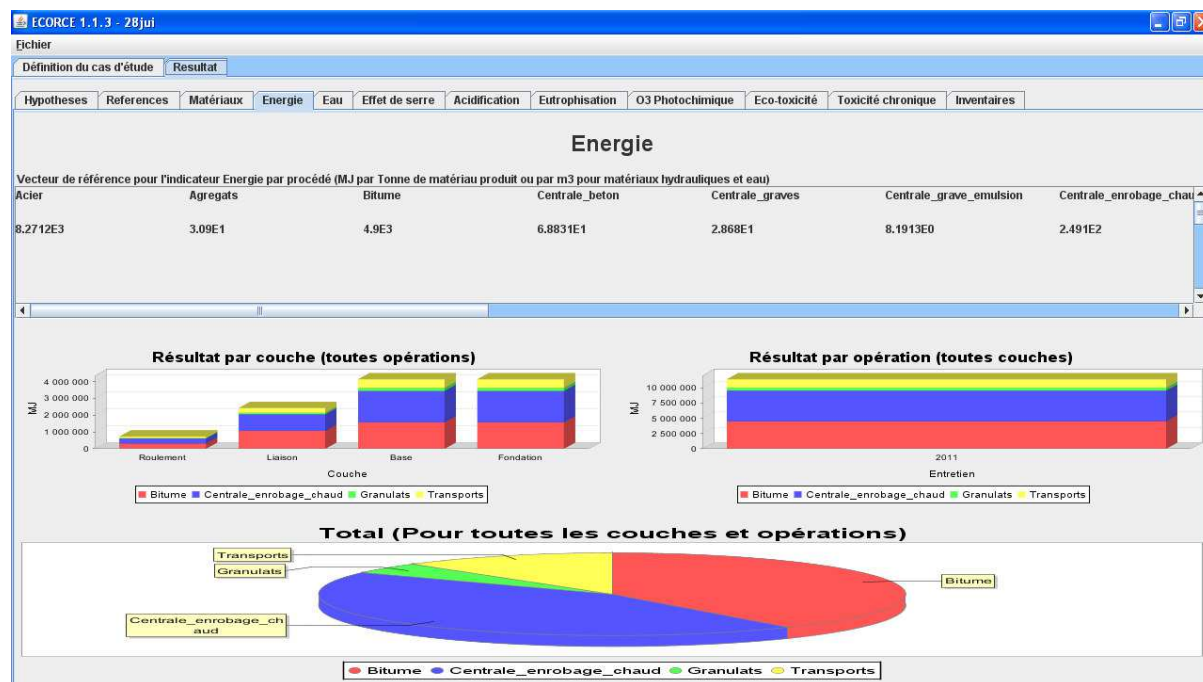 ECORCE 1.1.3 - 28jui
Fichier
Définition du cas d'étude Resultat
Hypotheses References Matériaux Energie Eau Effet de serre Acidification Eutrophisation O3 Photochimique Eco-toxicité Toxicité chronique Inventaires
Energie
Vecteur de référence pour l'indicateur Energie par procédé (MJ par Tonne de matériau produit ou par m3 pour matériaux hydrauliques et eau)
Acier Agregats Bitume Centrale_beton Centrale_graves Centrale_grave_emulsion Centrale_enrobage_chau
8.2712E3 3.09E1 4.9E3 6.8831E1 2.868E1 8.1913E0 2.491E2
Résultat par couche (toutes opérations)
4 000 000
3 000 000
2 000 000
1 000 000
0
MJ
Roulement Liaison Base Fondation
Couche
Bitume Centrale_enrobage_chaud Granulats Transports
Résultat par opération (toutes couches)
10 000 000
7 500 000
5 000 000
2 500 000
0
MJ
2011
Entretien
Bitume Centrale_enrobage_chaud Granulats Transports
Total (Pour toutes les couches et opérations)
Transports
Granulats
Bitume
Centrale_enrobage_ch
aud
Bitume Centrale_enrobage_chaud Granulats Transports